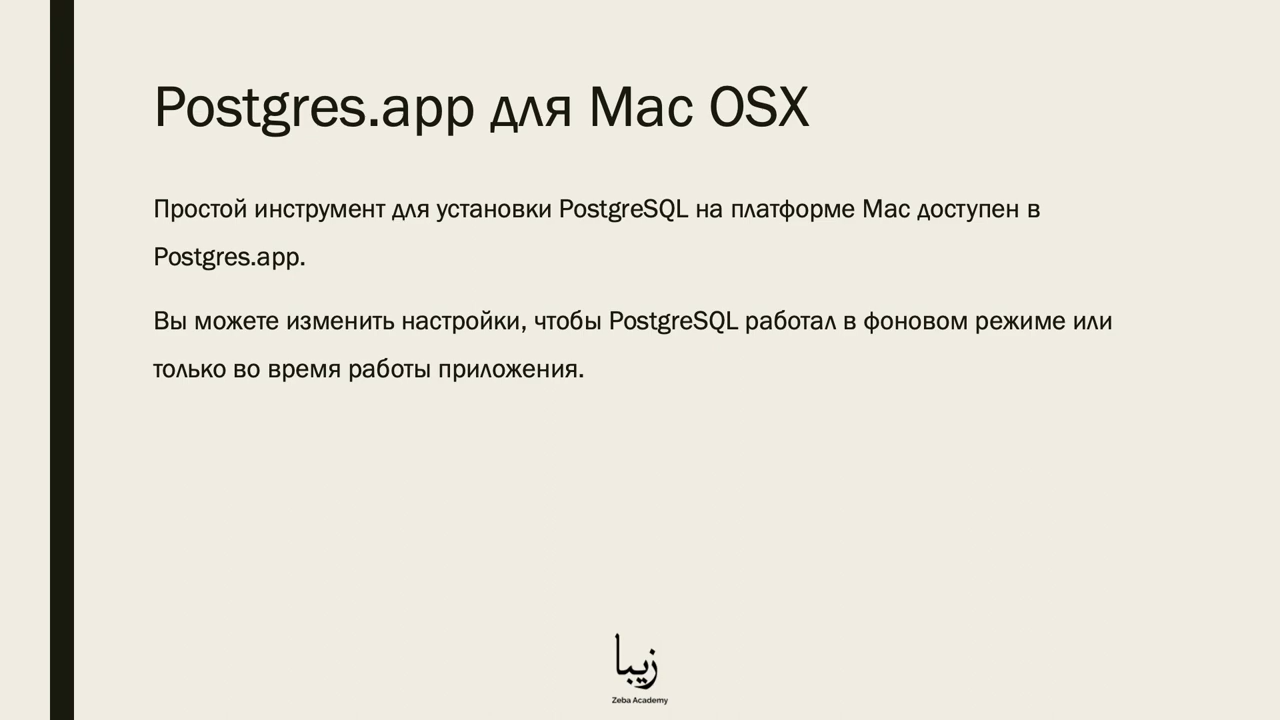 Postgres.app для Mac OSX
Простой инструмент для установки PostgreSQL на платформе Mac доступен в
Postgres.app.
Вы можете изменить настройки, чтобы PostgreSQL работал в фоновом режиме или
только во время работы приложения.
زيبا
Zeba Academy